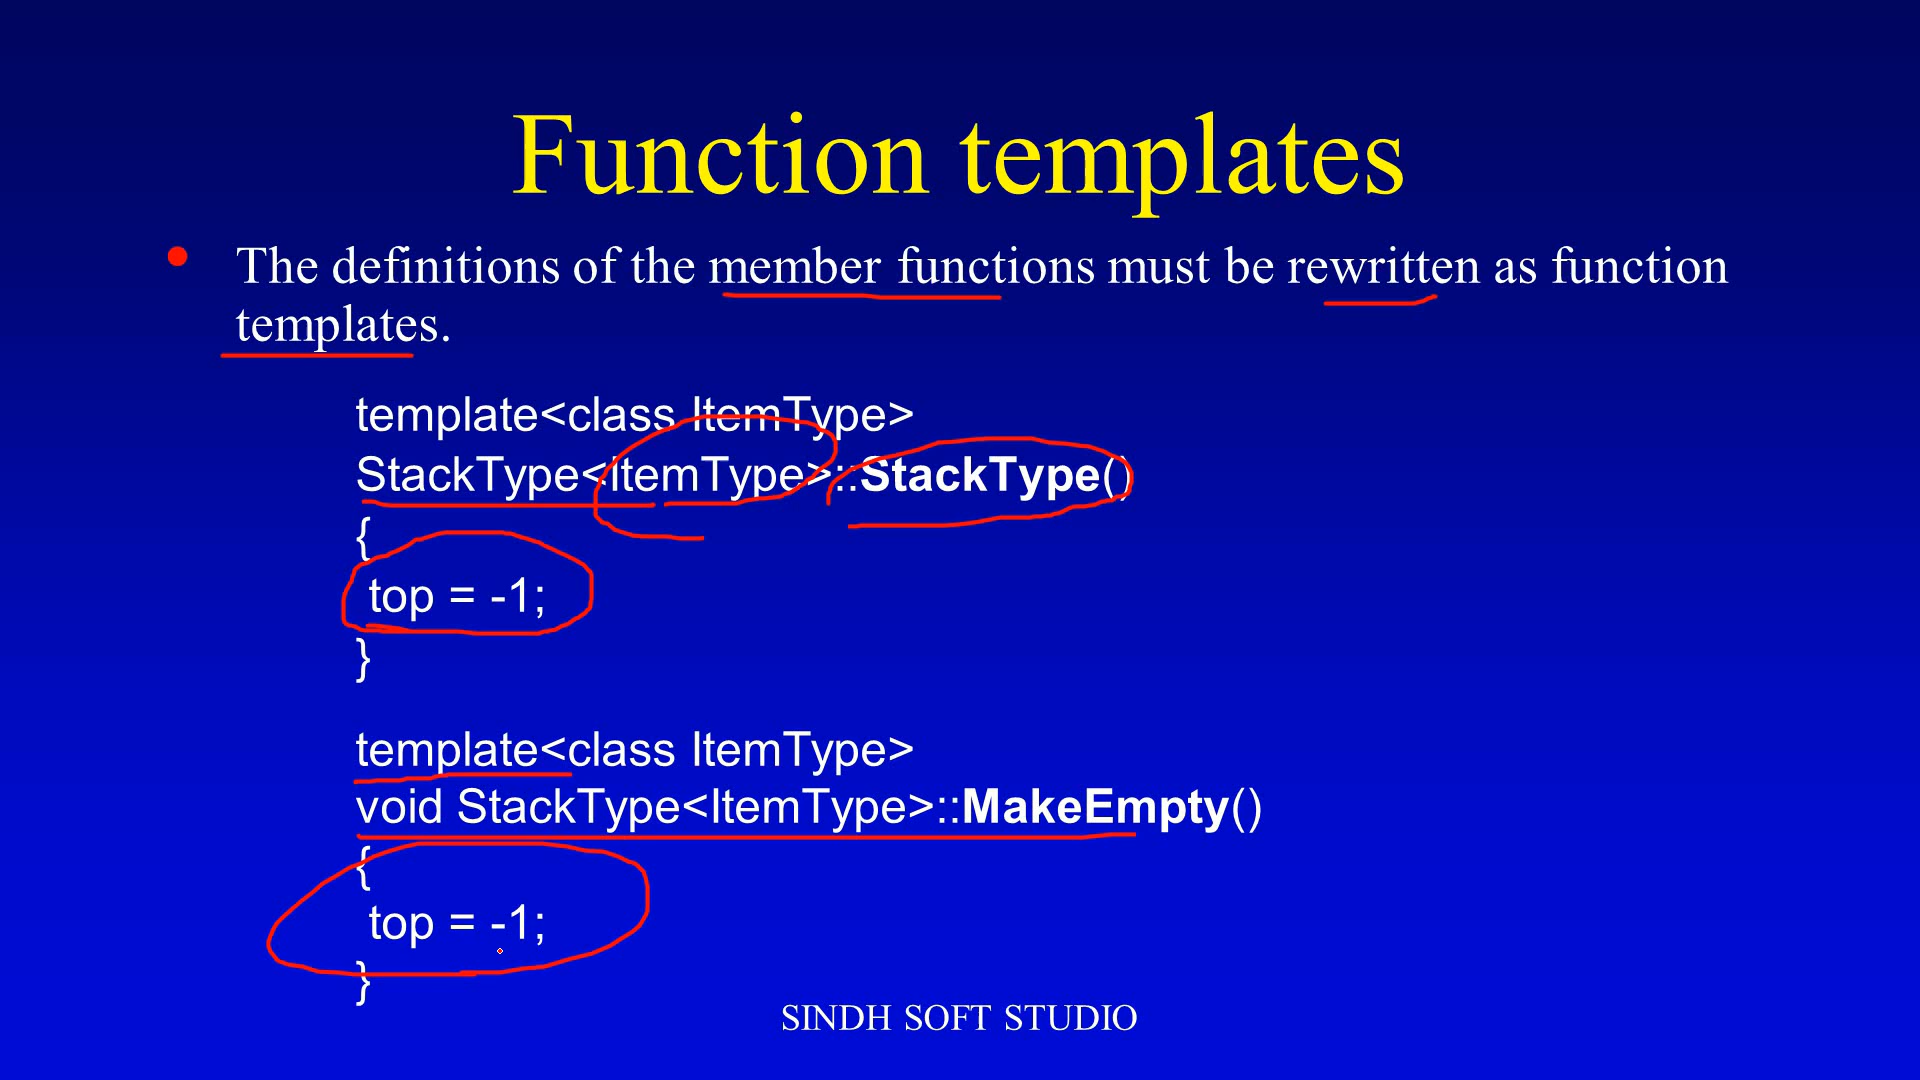 Function templates
• The definitions of the member functions must be rewritten as function
templates.
template<class ItemType>
StackType<ItemType>::StackType()
{
top = -1;
}
template<class ItemType>
void StackType<ItemType>::MakeEmpty()
{
top = -1;
}
SINDH SOFT STUDIO